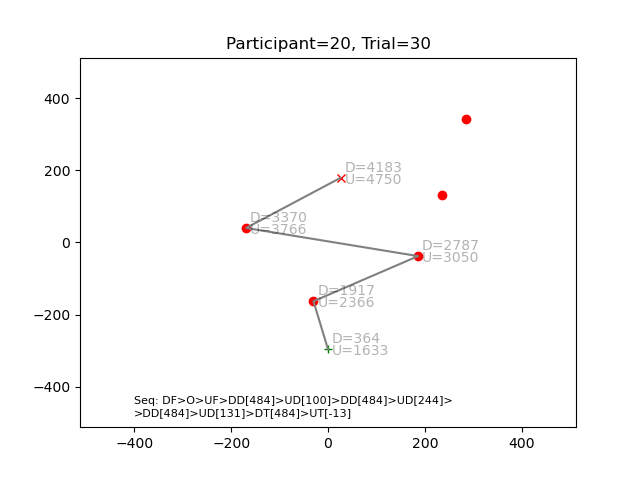 Participant=20, Trial=30
400
200
0
−200
−400
D=4183
U=4750
D=3370
U=3766
D=2787
U=3050
D=1917
U=2366
D=364
U=1633
Seq: DF>O>UF>DD[484]>UD[100]>DD[484]>UD[244]>
>DD[484]>UD[131]>DT[484]>UT[-13]
−400 −200 0 200 400